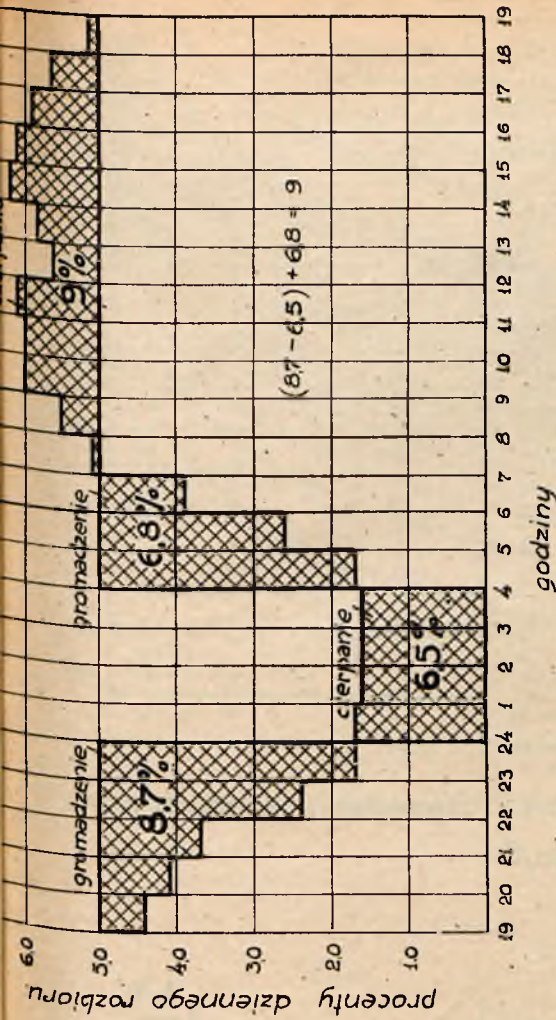 procenty dziennego rozbioru
6.0
5,0
4,0
3,0
2,0
1.0
gromadzenie,
8,7%
czerpanie,
6,5%
gromadzenie,
6,8%
9%
(8,7 - 6,5) + 6,8 = 9
19 20 21 22 23 24 1 2 3 4 5 6 7 8 9 10 11 12 13 14 15 16 17 18 19
godziny